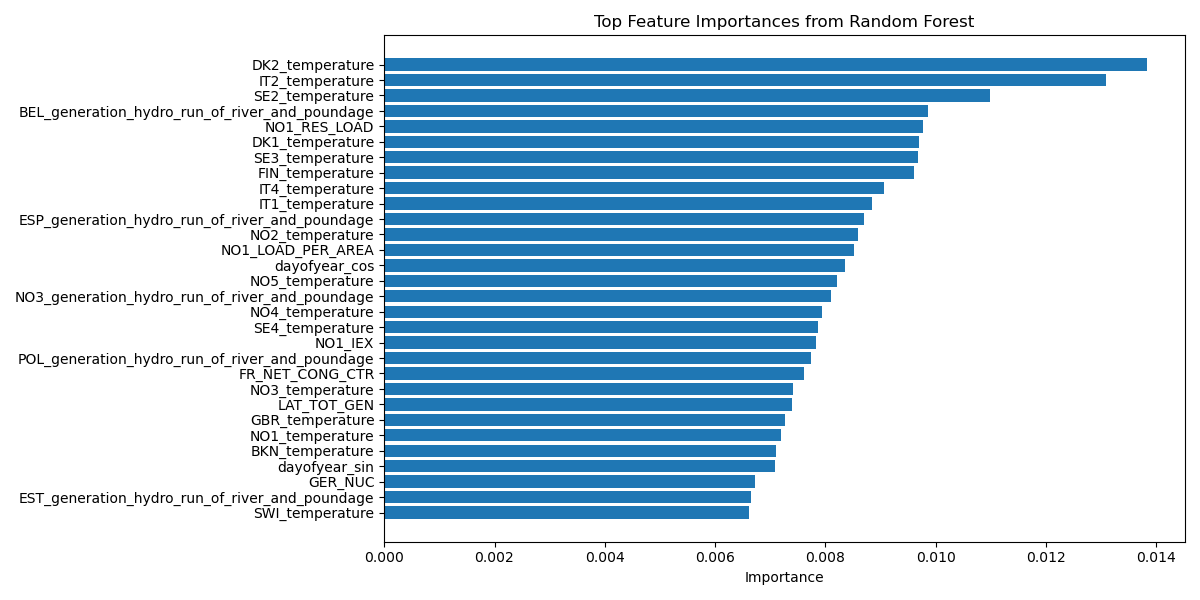 Top Feature Importances from Random Forest
DK2_temperature
IT2_temperature
SE2_temperature
BEL_generation_hydro_run_of_river_and_poundage
NO1_RES_LOAD
DK1_temperature
SE3_temperature
FIN_temperature
IT4_temperature
IT1_temperature
ESP_generation_hydro_run_of_river_and_poundage
NO2_temperature
NO1_LOAD_PER_AREA
dayofyear_cos
NO5_temperature
NO3_generation_hydro_run_of_river_and_poundage
NO4_temperature
SE4_temperature
NO1_IEX
POL_generation_hydro_run_of_river_and_poundage
FR_NET_CONG_CTR
NO3_temperature
LAT_TOT_GEN
GBR_temperature
NO1_temperature
BKN_temperature
dayofyear_sin
GER_NUC
EST_generation_hydro_run_of_river_and_poundage
SWI_temperature
0.000 0.002 0.004 0.006 0.008 0.010 0.012 0.014
Importance